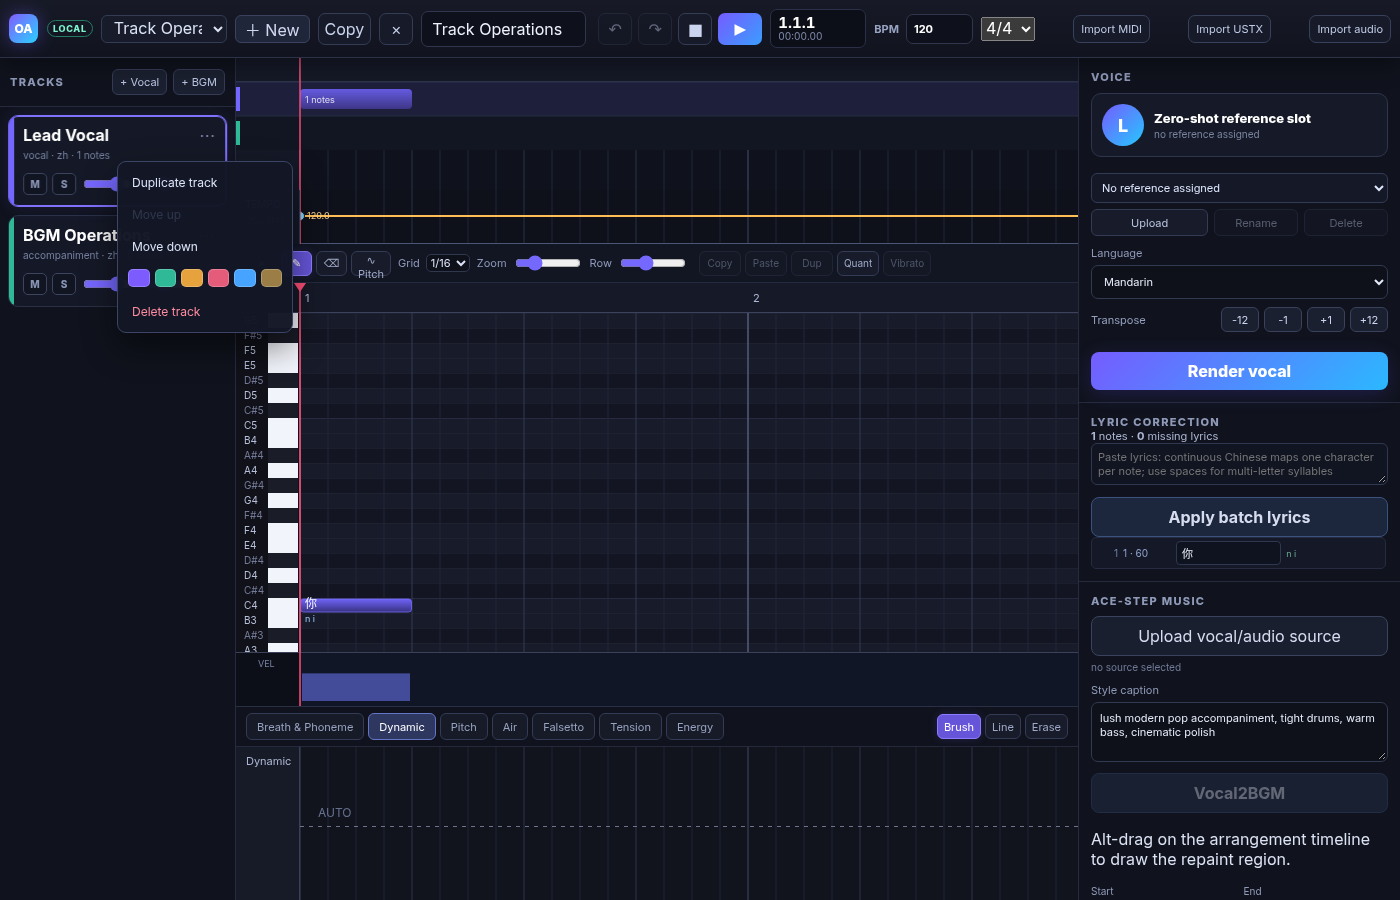 OA LOCAL Track Opera + New Copy × Track Operations 1.1.1 00:00.00 BPM 120 4/4 Import MIDI Import USTX Import audio
TRACKS + Vocal + BGM
Lead Vocal ...
vocal · zh · 1 notes
M S
Duplicate track
Move up
Move down
Delete track
BGM Operat
accompaniment · zh
M S
1 notes
120.0
Pitch Grid 1/16 Zoom Row Copy Paste Dup Quant Vibrato
1 2
F#5
F5
E5
D#5
D5
C#5
C5
B4
A#4
A4
G#4
G4
F#4
F4
E4
D#4
D4
C#4
C4 你
B3 n i
A#3
A3
VEL
Breath & Phoneme Dynamic Pitch Air Falsetto Tension Energy Brush Line Erase
Dynamic
AUTO
VOICE
L Zero-shot reference slot
no reference assigned
No reference assigned
Upload Rename Delete
Language
Mandarin
Transpose -12 -1 +1 +12
Render vocal
LYRIC CORRECTION
1 notes · 0 missing lyrics
Paste lyrics: continuous Chinese maps one character
per note; use spaces for multi-letter syllables
Apply batch lyrics
1 1 · 60 你 n i
ACE-STEP MUSIC
Upload vocal/audio source
no source selected
Style caption
lush modern pop accompaniment, tight drums, warm
bass, cinematic polish
Vocal2BGM
Alt-drag on the arrangement timeline
to draw the repaint region.
Start End